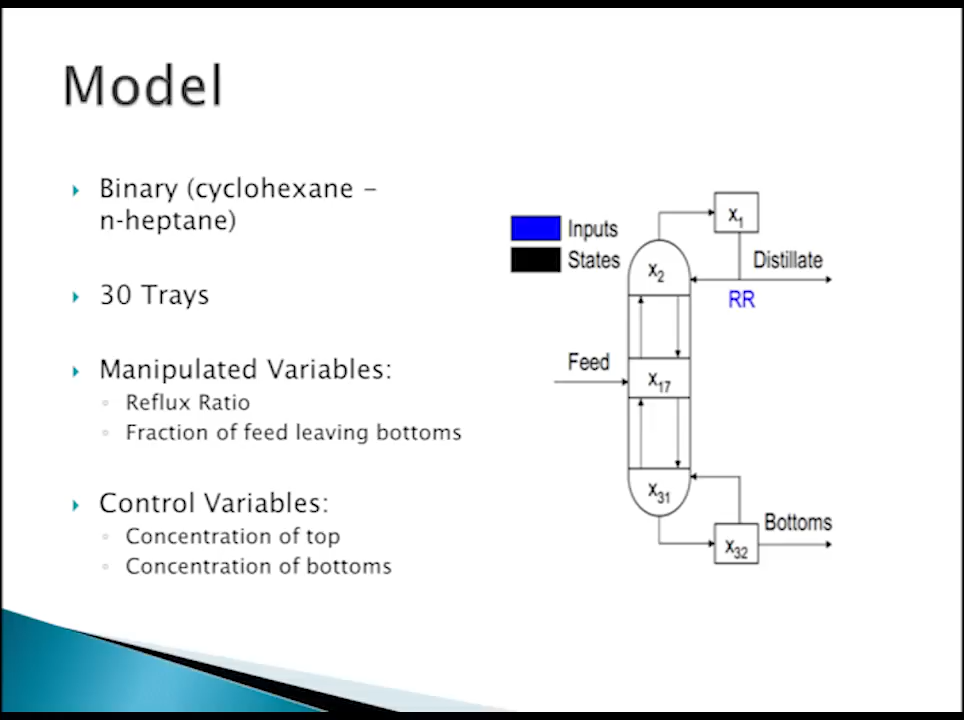 Model
Binary (cyclohexane –
n-heptane)
30 Trays
Manipulated Variables:
Reflux Ratio
Fraction of feed leaving bottoms
Control Variables:
Concentration of top
Concentration of bottoms
Inputs
States
x1
Distillate
x2
RR
Feed
x17
x31
Bottoms
x32